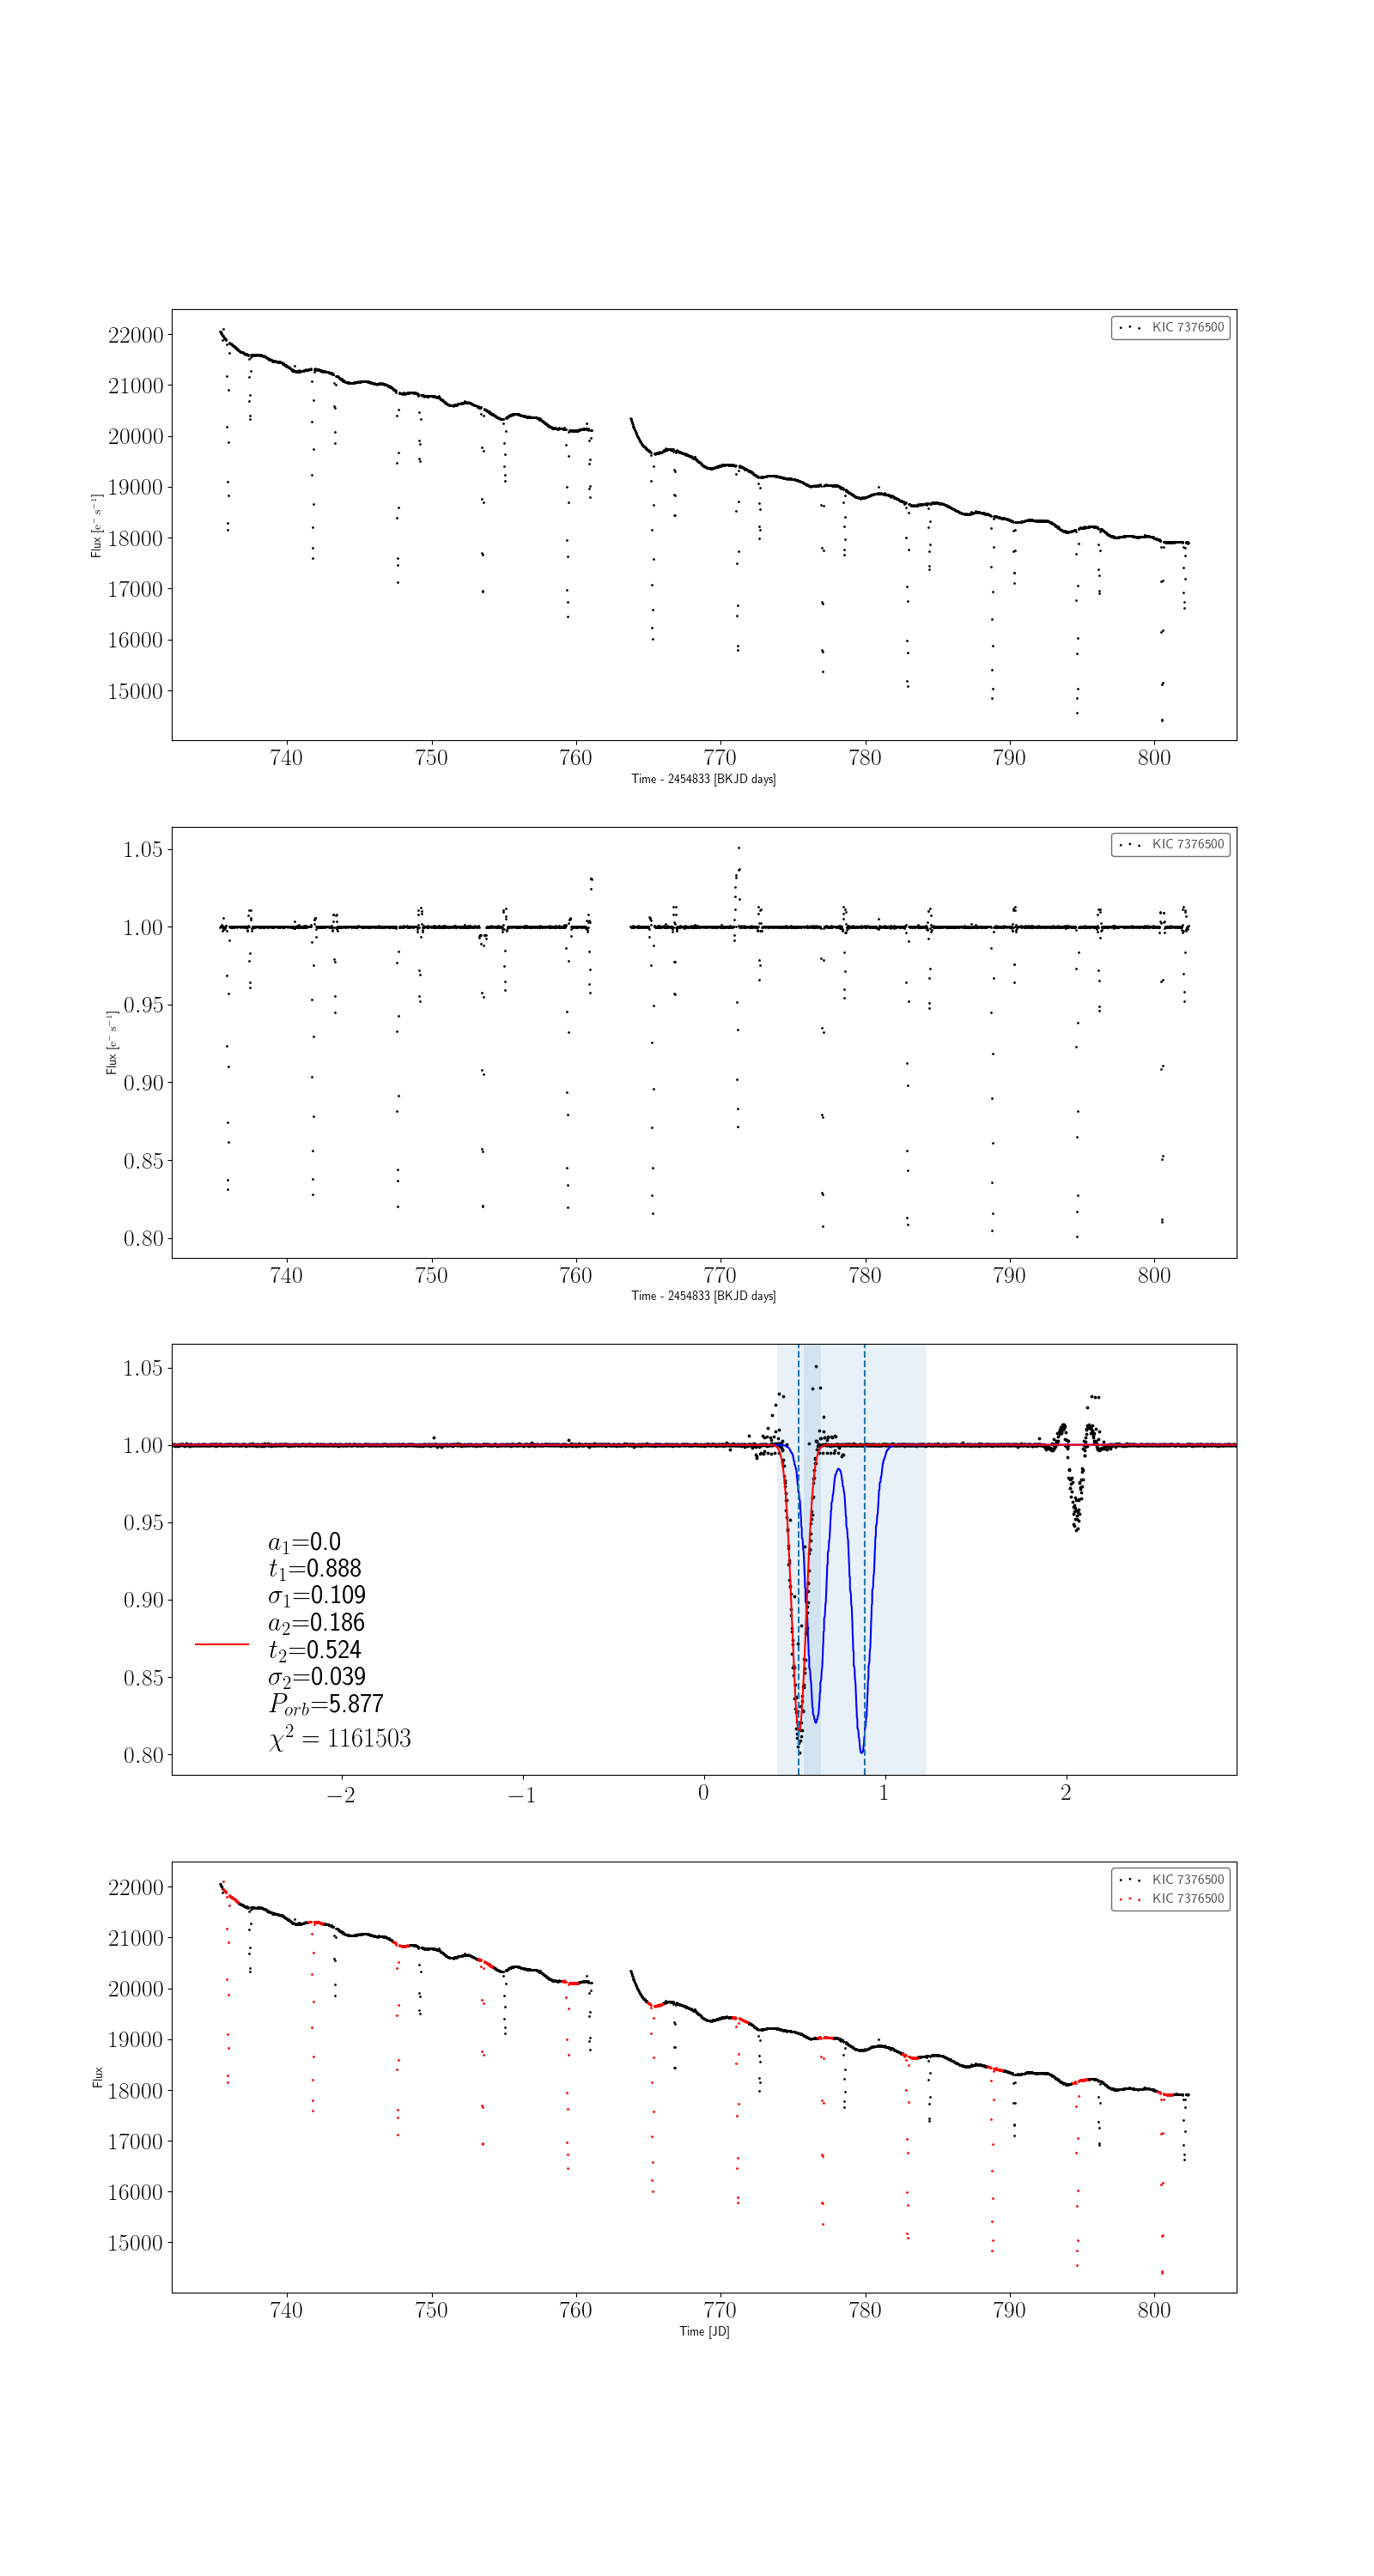 22000
21000
20000
19000
18000
17000
16000
15000
Flux [e⁻ s⁻¹]
KIC 7376500
740 750 760 770 780 790 800
Time - 2454833 [BKJD days]
1.05
1.00
0.95
0.90
0.85
0.80
Flux [e⁻ s⁻¹]
KIC 7376500
740 750 760 770 780 790 800
Time - 2454833 [BKJD days]
1.05
1.00
0.95
0.90
0.85
0.80
a₁=0.0
t₁=0.888
σ₁=0.109
a₂=0.186
t₂=0.524
σ₂=0.039
P_orb=5.877
χ² = 1161503
−2 −1 0 1 2
22000
21000
20000
19000
18000
17000
16000
15000
Flux
KIC 7376500
KIC 7376500
740 750 760 770 780 790 800
Time [JD]